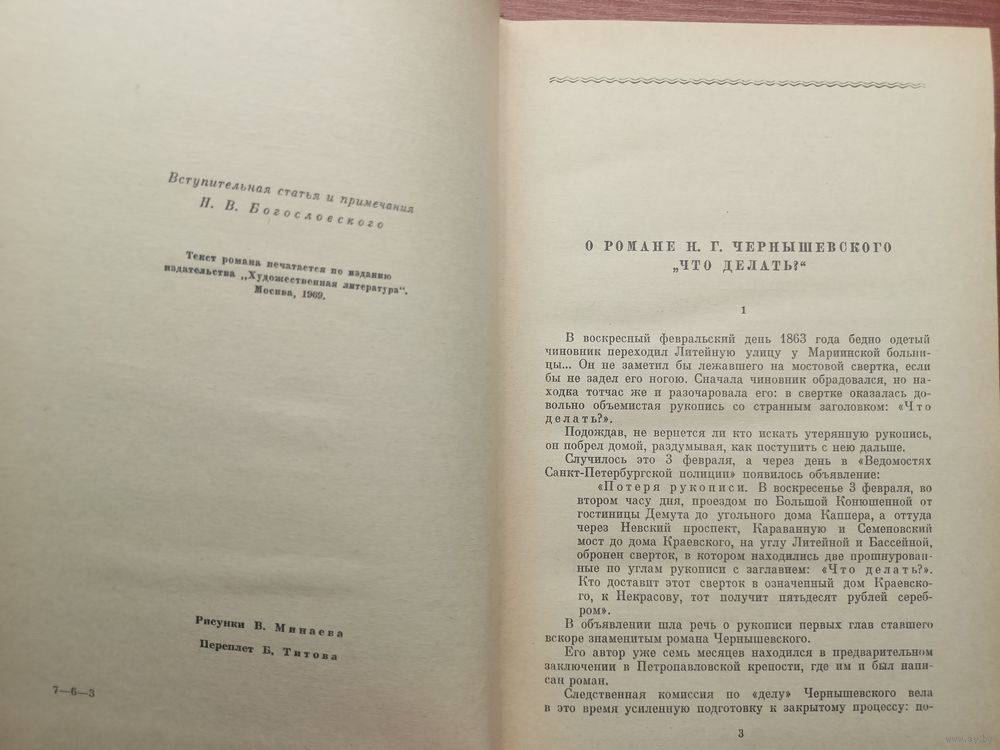 Вступительная статья и примечания
Н. В. Богословского
Текст романа печатается по изданию
издательства „Художественная литература".
Москва, 1969.
Рисунки В. Минаева
Переплет Б. Титова
7—6—3
О РОМАНЕ Н. Г. ЧЕРНЫШЕВСКОГО
„ЧТО ДЕЛАТЬ?“
1
В воскресный февральский день 1863 года бедно одетый
чиновник переходил Литейную улицу у Мариинской больни-
цы... Он не заметил бы лежавшего на мостовой свертка, если
бы не задел его ногою. Сначала чиновник обрадовался, но на-
ходка тотчас же и разочаровала его: в свертке оказалась до-
вольно объемистая рукопись со странным заголовком: «Что
делать?».
Подождав, не вернется ли кто искать утерянную рукопись,
он побрел домой, раздумывая, как поступить с нею дальше.
Случилось это 3 февраля, а через день в «Ведомостях
Санкт-Петербургской полиции» появилось объявление:
«Потеря рукописи. В воскресенье 3 февраля, во
втором часу дня, проездом по Большой Конюшенной от
гостиницы Демута до угольного дома Каппера, а оттуда
через Невский проспект, Караванную и Семеновский
мост до дома Краевского, на углу Литейной и Бассейной,
обронен сверток, в котором находились две прошнурован-
ные по углам рукописи с заглавием: «Что делать?».
Кто доставит этот сверток в означенный дом Краевско-
го, к Некрасову, тот получит пятьдесят рублей сереб-
ром».
В объявлении шла речь о рукописи первых глав ставшего
вскоре знаменитым романа Чернышевского.
Его автор уже семь месяцев находился в предварительном
заключении в Петропавловской крепости, где им и был напи-
сан роман.
Следственная комиссия по «делу» Чернышевского вела
в это время усиленную подготовку к закрытому процессу: по-
3
www.ay.by